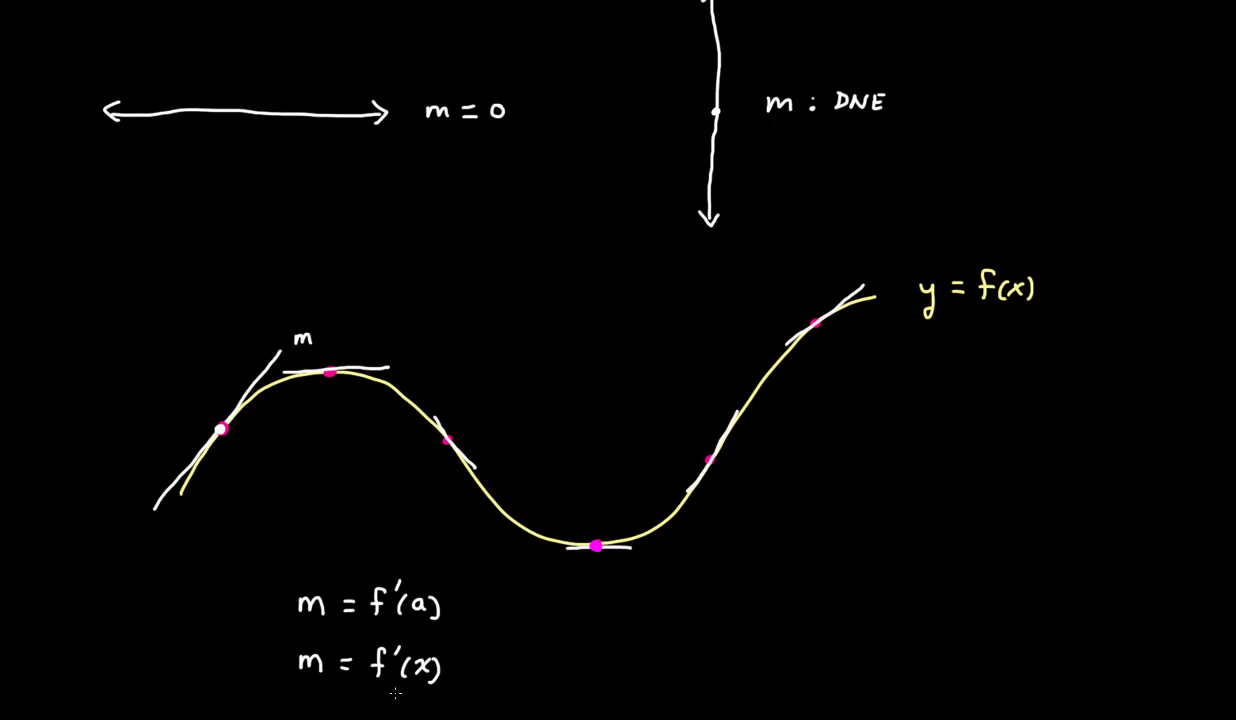 m = 0
m : DNE
y = f(x)
m
m = f'(a)
m = f'(x)